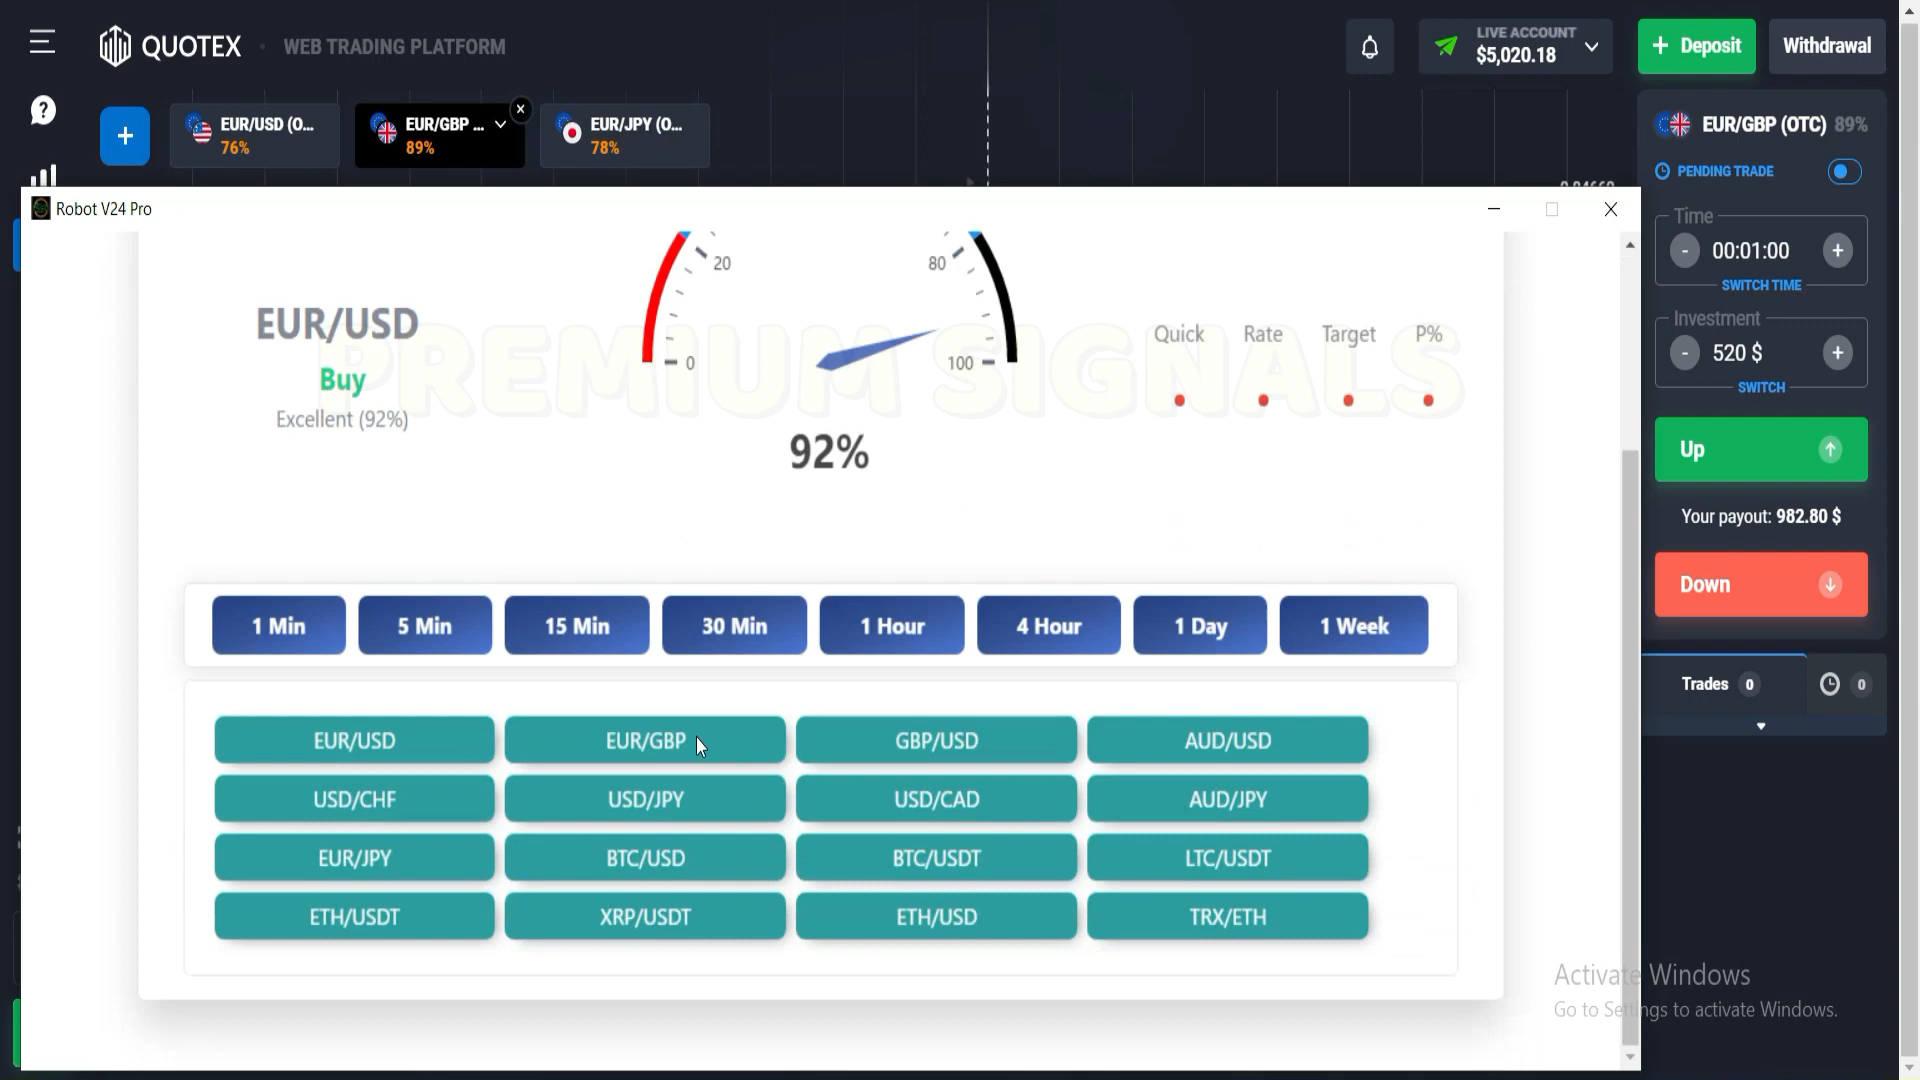 QUOTEX
WEB TRADING PLATFORM
LIVE ACCOUNT
$5,020.18
+ Deposit
Withdrawal
?
+
EUR/USD (O...
76%
EUR/GBP ...
89%
EUR/JPY (O...
78%
EUR/GBP (OTC) 89%
PENDING TRADE
Time
- 00:01:00 +
SWITCH TIME
Investment
- 520 $ +
SWITCH
Up
Your payout: 982.80 $
Down
Trades 0
0
Robot V24 Pro
20
80
0
100
92%
EUR/USD
Buy
Excellent (92%)
PREMIUM SIGNALS
Quick Rate Target P%
1 Min 5 Min 15 Min 30 Min 1 Hour 4 Hour 1 Day 1 Week
EUR/USD EUR/GBP GBP/USD AUD/USD
USD/CHF USD/JPY USD/CAD AUD/JPY
EUR/JPY BTC/USD BTC/USDT LTC/USDT
ETH/USDT XRP/USDT ETH/USD TRX/ETH
Activate Windows
Go to Settings to activate Windows.